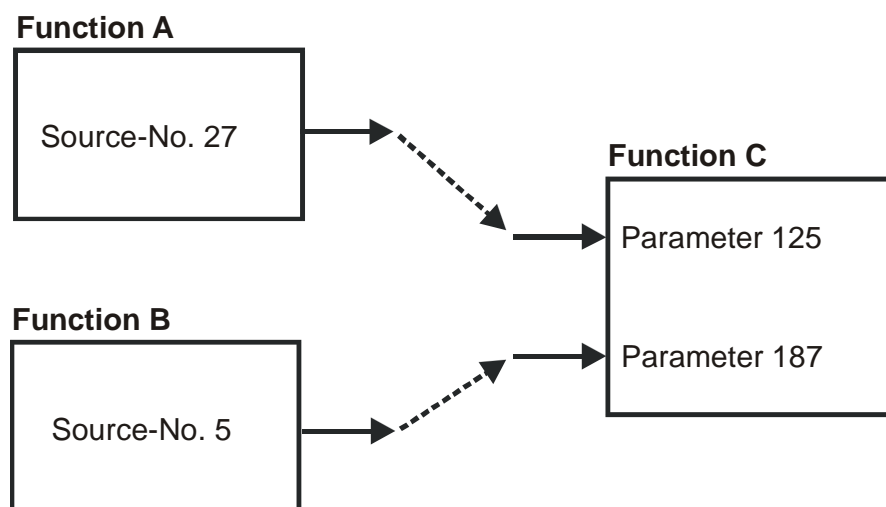 Function A
Source-No. 27
Function C
Parameter 125
Function B
Parameter 187
Source-No. 5